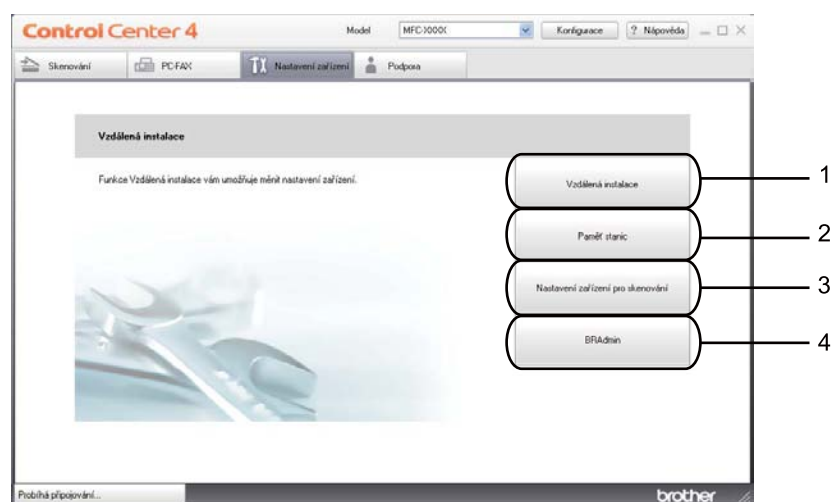 Control Center 4
Model MFC-XXXX Konfigurace ? Nápověda
Skenování PC-FAX Nastavení zařízení Podpora
Vzdálená instalace
Funkce Vzdálená instalace vám umožňuje měnit nastavení zařízení.
Vzdálená instalace 1
Paměť stanic 2
Nastavení zařízení pro skenování 3
BRAdmin 4
Probíhá připojování... brother